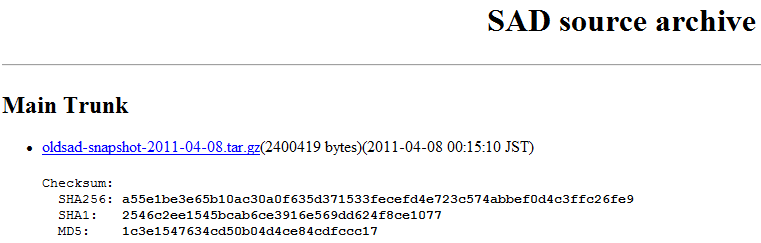 SAD source archive
Main Trunk
oldsad-snapshot-2011-04-08.tar.gz(2400419 bytes)(2011-04-08 00:15:10 JST)
Checksum:
SHA256: a55e1be3e65b10ac30a0f635d371533fecefd4e723c574abbef0d4c3ffc26fe9
SHA1: 2546c2ee1545bcab6ce3916e569dd624f8ce1077
MD5: 1c3e1547634cd50b04d4ce84cdfccc17